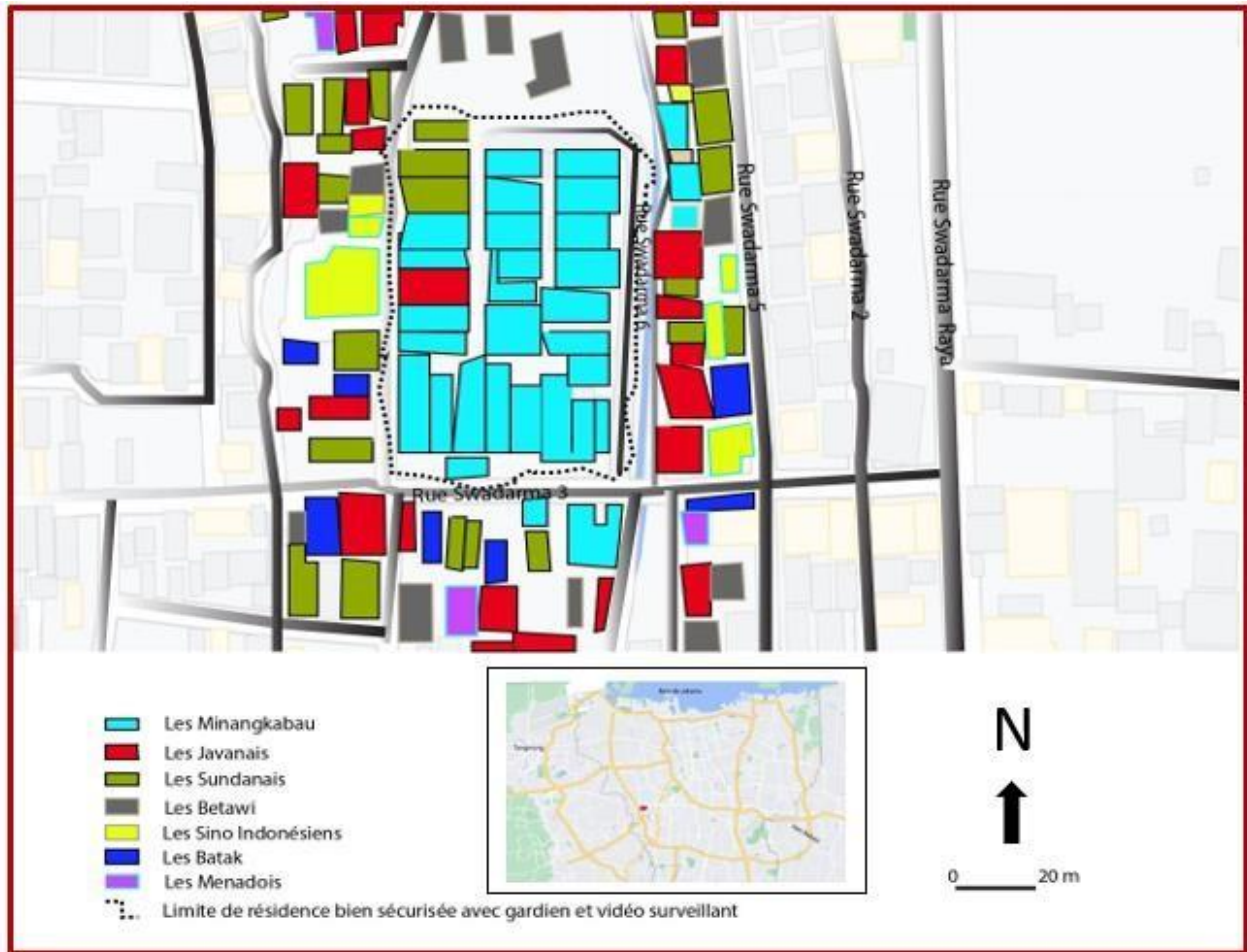 Rue Swadarma 6
Rue Swadarma 5
Rue Swadarma 2
Rue Swadarma Raya
Rue Swadarma 3
Les Minangkabau
Les Javanais
Les Sundanais
Les Betawi
Les Sino Indonésiens
Les Batak
Les Menadois
Limite de résidence bien sécurisée avec gardien et vidéo surveillant
Tangerang
N
0 20 m